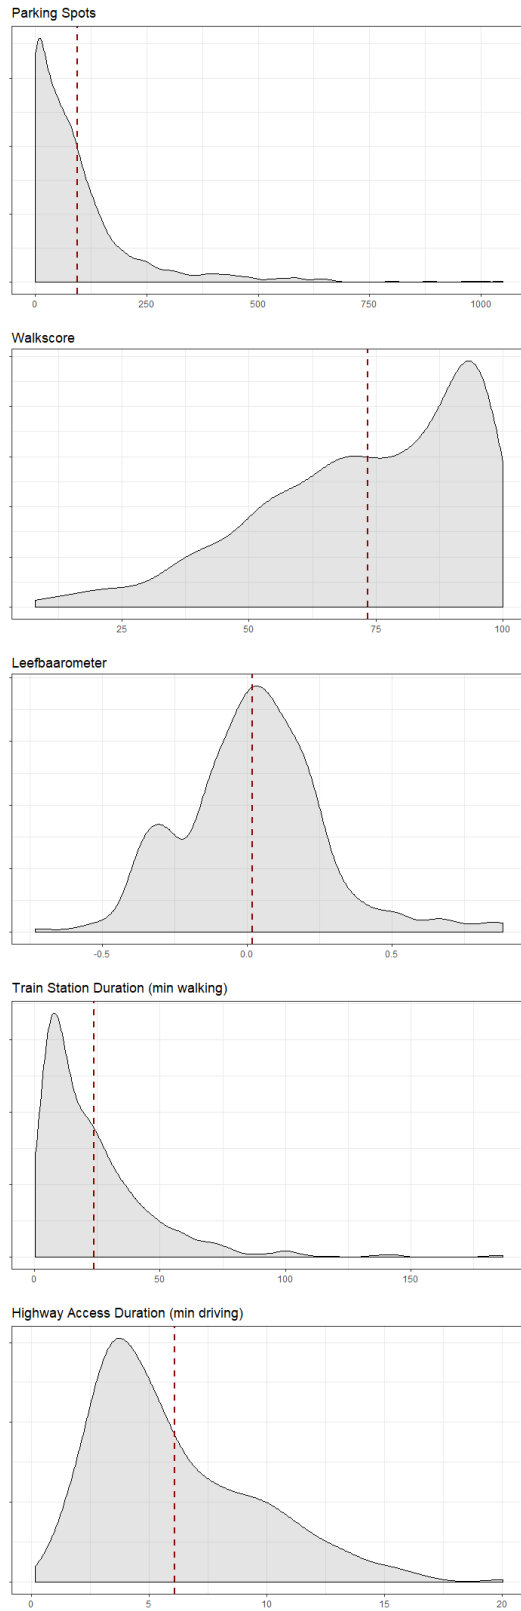 Parking Spots
0 250 500 750 1000
Walkscore
25 50 75 100
Leefbaarometer
-0.5 0.0 0.5
Train Station Duration (min walking)
0 50 100 150
Highway Access Duration (min driving)
0 5 10 15 20